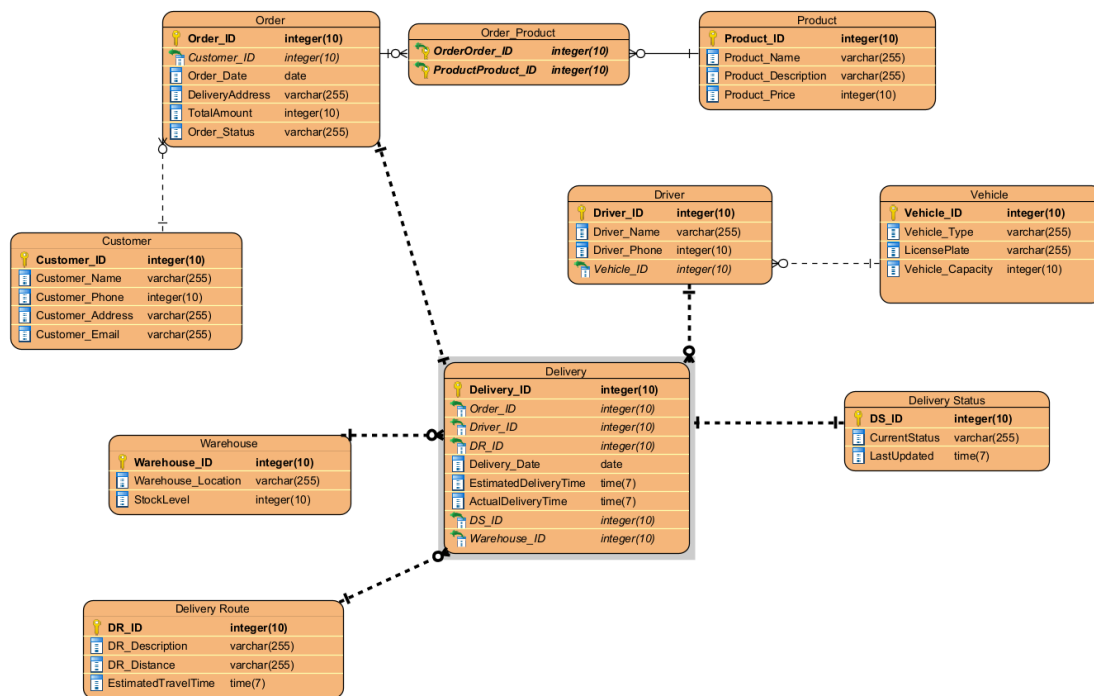 Order
Order_ID integer(10)
Customer_ID integer(10)
Order_Date date
DeliveryAddress varchar(255)
TotalAmount integer(10)
Order_Status varchar(255)
Order_Product
OrderOrder_ID integer(10)
ProductProduct_ID integer(10)
Product
Product_ID integer(10)
Product_Name varchar(255)
Product_Description varchar(255)
Product_Price integer(10)
Customer
Customer_ID integer(10)
Customer_Name varchar(255)
Customer_Phone integer(10)
Customer_Address varchar(255)
Customer_Email varchar(255)
Driver
Driver_ID integer(10)
Driver_Name varchar(255)
Driver_Phone integer(10)
Vehicle_ID integer(10)
Vehicle
Vehicle_ID integer(10)
Vehicle_Type varchar(255)
LicensePlate varchar(255)
Vehicle_Capacity integer(10)
Delivery
Delivery_ID integer(10)
Order_ID integer(10)
Driver_ID integer(10)
DR_ID integer(10)
Delivery_Date date
EstimatedDeliveryTime time(7)
ActualDeliveryTime time(7)
DS_ID integer(10)
Warehouse_ID integer(10)
Delivery Status
DS_ID integer(10)
CurrentStatus varchar(255)
LastUpdated time(7)
Warehouse
Warehouse_ID integer(10)
Warehouse_Location varchar(255)
StockLevel integer(10)
Delivery Route
DR_ID integer(10)
DR_Description varchar(255)
DR_Distance varchar(255)
EstimatedTravelTime time(7)